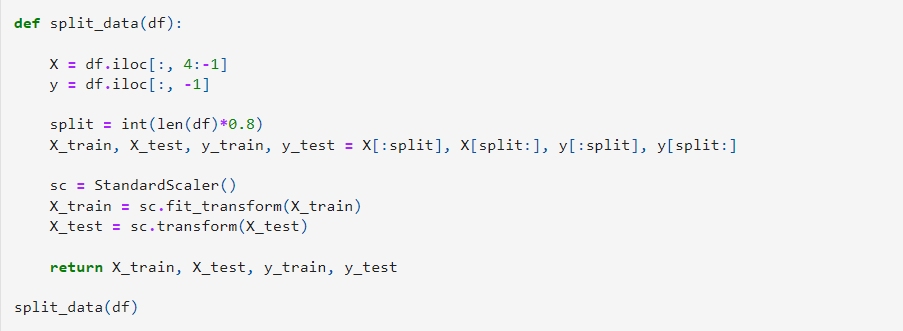 def split_data(df):
X = df.iloc[:, 4:-1]
y = df.iloc[:, -1]
split = int(len(df)*0.8)
X_train, X_test, y_train, y_test = X[:split], X[split:], y[:split], y[split:]
sc = StandardScaler()
X_train = sc.fit_transform(X_train)
X_test = sc.transform(X_test)
return X_train, X_test, y_train, y_test
split_data(df)